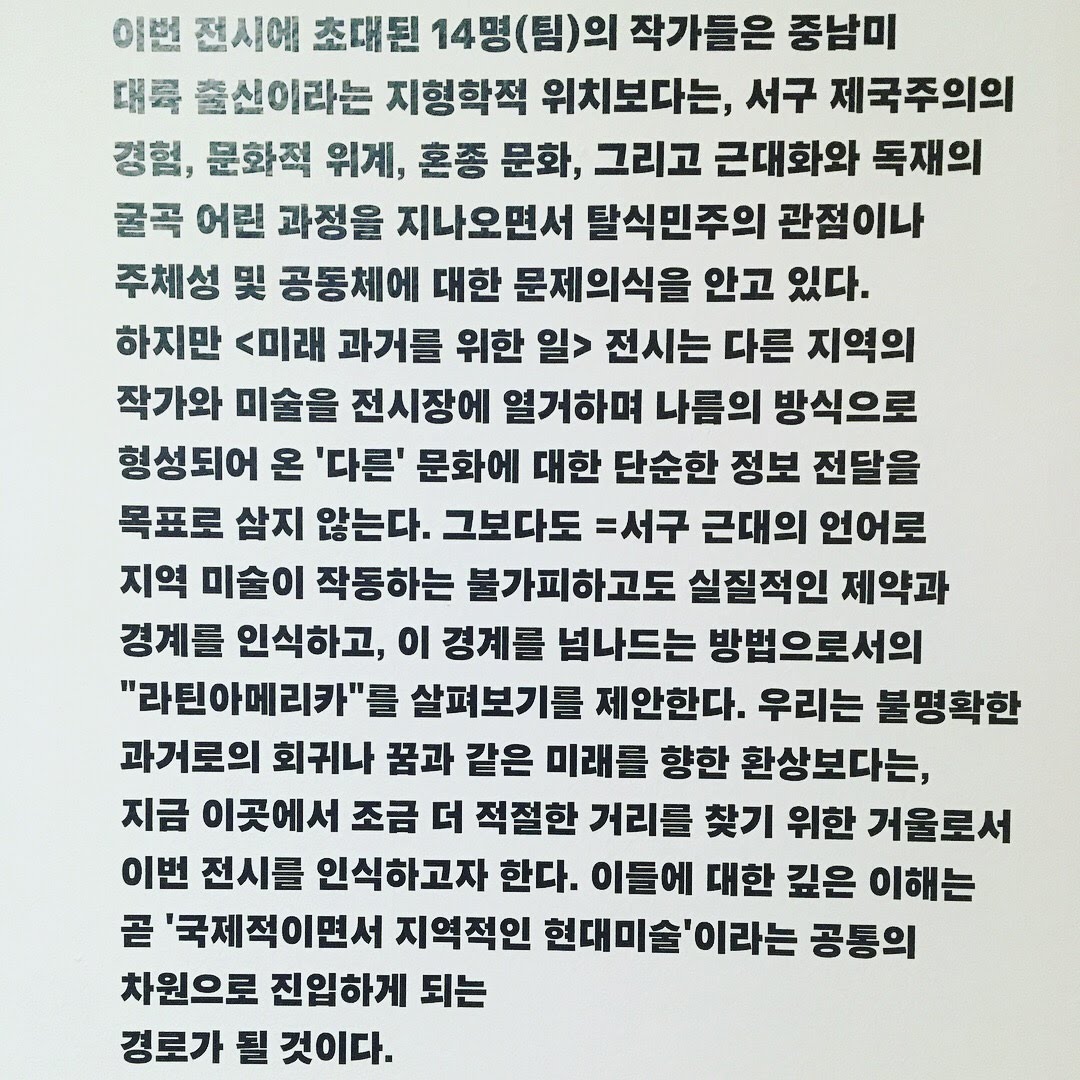 이번 전시에 초대된 14명(팀)의 작가들은 중남미
대륙 출신이라는 지형학적 위치보다는, 서구 제국주의의
경험, 문화적 위계, 혼종 문화, 그리고 근대화와 독재의
굴곡 어린 과정을 지나오면서 탈식민주의 관점이나
주체성 및 공동체에 대한 문제의식을 안고 있다.
하지만 <미래 과거를 위한 일> 전시는 다른 지역의
작가와 미술을 전시장에 열거하며 나름의 방식으로
형성되어 온 '다른' 문화에 대한 단순한 정보 전달을
목표로 삼지 않는다. 그보다도 =서구 근대의 언어로
지역 미술이 작동하는 불가피하고도 실질적인 제약과
경계를 인식하고, 이 경계를 넘나드는 방법으로서의
"라틴아메리카"를 살펴보기를 제안한다. 우리는 불명확한
과거로의 회귀나 꿈과 같은 미래를 향한 환상보다는,
지금 이곳에서 조금 더 적절한 거리를 찾기 위한 거울로서
이번 전시를 인식하고자 한다. 이들에 대한 깊은 이해는
곧 '국제적이면서 지역적인 현대미술'이라는 공통의
차원으로 진입하게 되는
경로가 될 것이다.